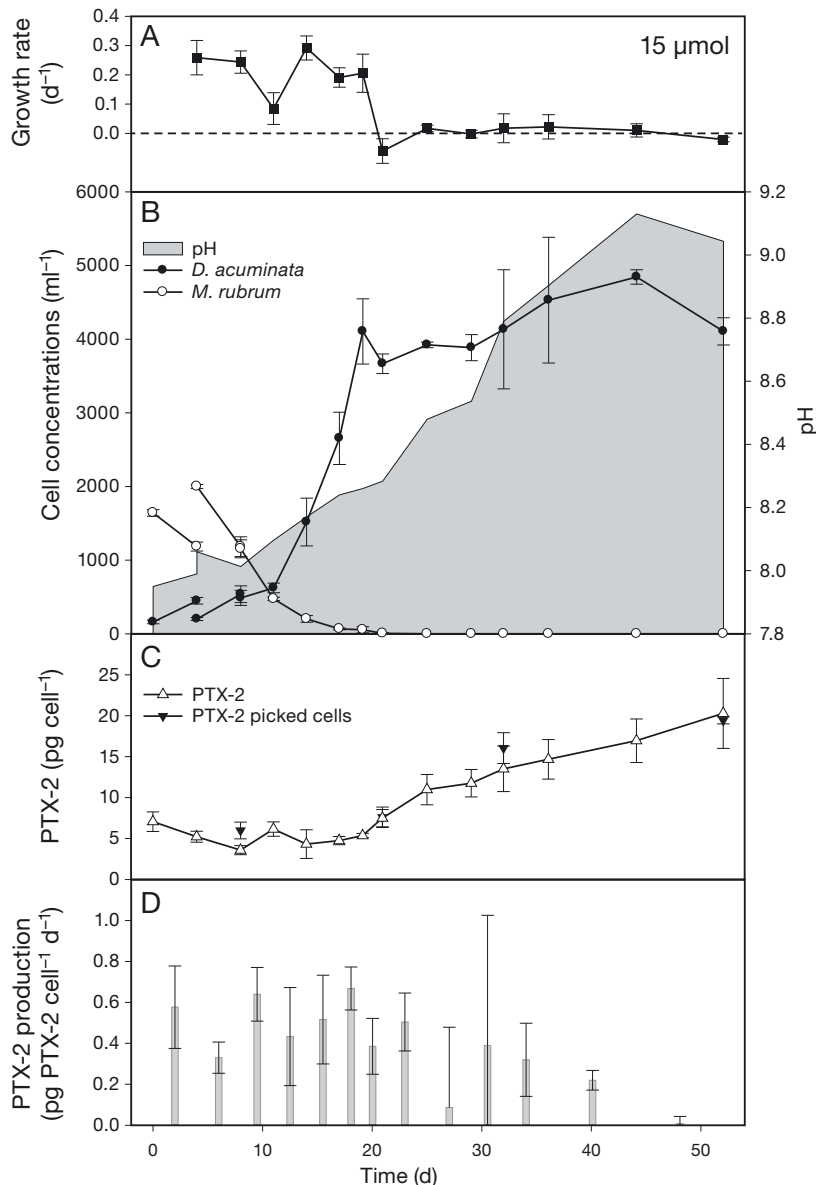 A
15 µmol
Growth rate
(d⁻¹)
0.4
0.3
0.2
0.1
0.0
B
pH
D. acuminata
M. rubrum
Cell concentrations (ml⁻¹)
6000
5000
4000
3000
2000
1000
0
9.2
9.0
8.8
8.6
8.4
8.2
8.0
7.8
pH
C
PTX-2
PTX-2 picked cells
PTX-2 (pg cell⁻¹)
25
20
15
10
5
0
D
PTX-2 production
(pg PTX-2 cell⁻¹ d⁻¹)
1.0
0.8
0.6
0.4
0.2
0.0
0 10 20 30 40 50
Time (d)